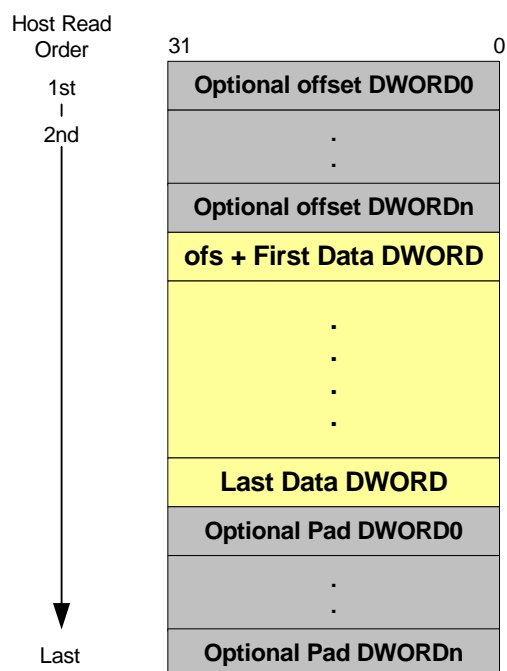 Host Read
Order
31 0
1st
2nd
Last
Optional offset DWORD0
.
.
Optional offset DWORDn
ofs + First Data DWORD
.
.
.
.
Last Data DWORD
Optional Pad DWORD0
.
.
Optional Pad DWORDn